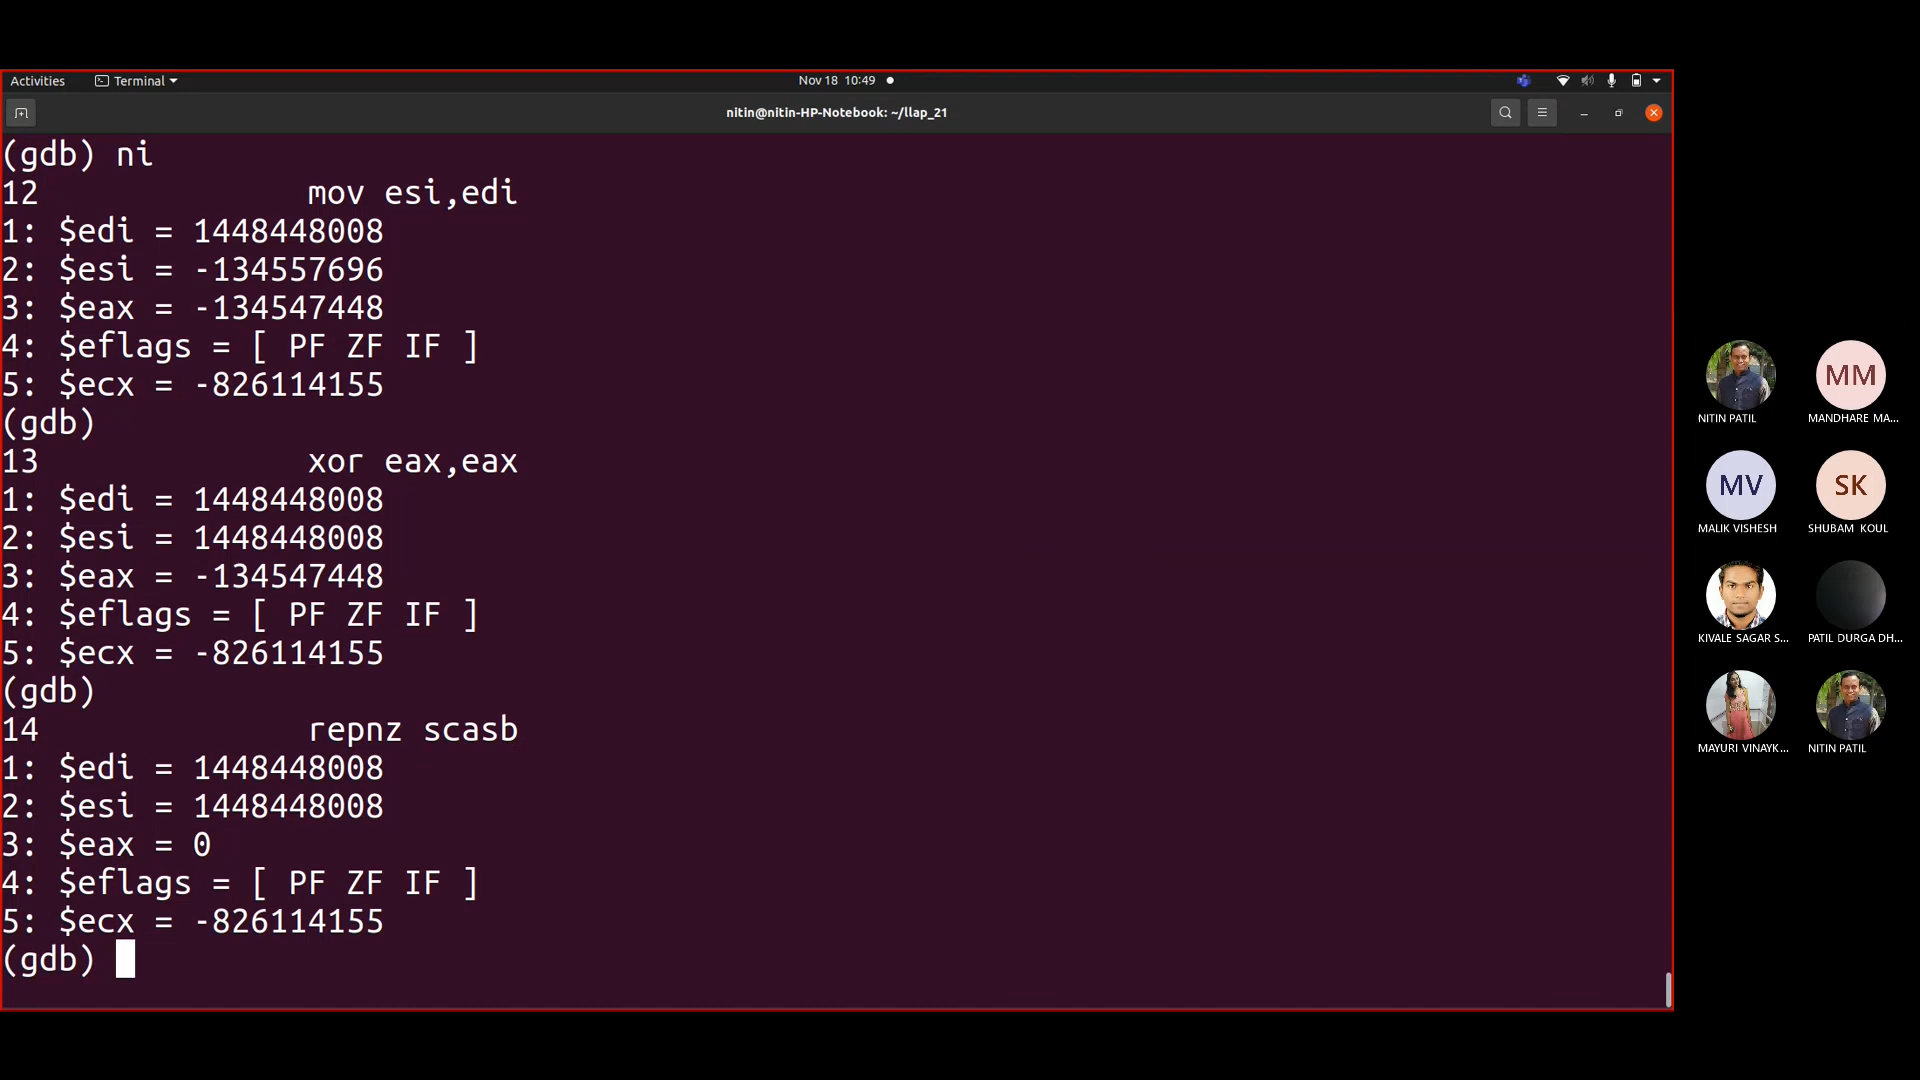 Activities Terminal Nov 18 10:49
nitin@nitin-HP-Notebook: ~/llap_21
(gdb) ni
12 mov esi,edi
1: $edi = 1448448008
2: $esi = -134557696
3: $eax = -134547448
4: $eflags = [ PF ZF IF ]
5: $ecx = -826114155
(gdb)
13 xor eax,eax
1: $edi = 1448448008
2: $esi = 1448448008
3: $eax = -134547448
4: $eflags = [ PF ZF IF ]
5: $ecx = -826114155
(gdb)
14 repnz scasb
1: $edi = 1448448008
2: $esi = 1448448008
3: $eax = 0
4: $eflags = [ PF ZF IF ]
5: $ecx = -826114155
(gdb)
MM
NITIN PATIL MANDHARE MA...
MV SK
MALIK VISHESH SHUBAM KOUL
KIVALE SAGAR S... PATIL DURGA DH...
MAYURI VINAYK... NITIN PATIL